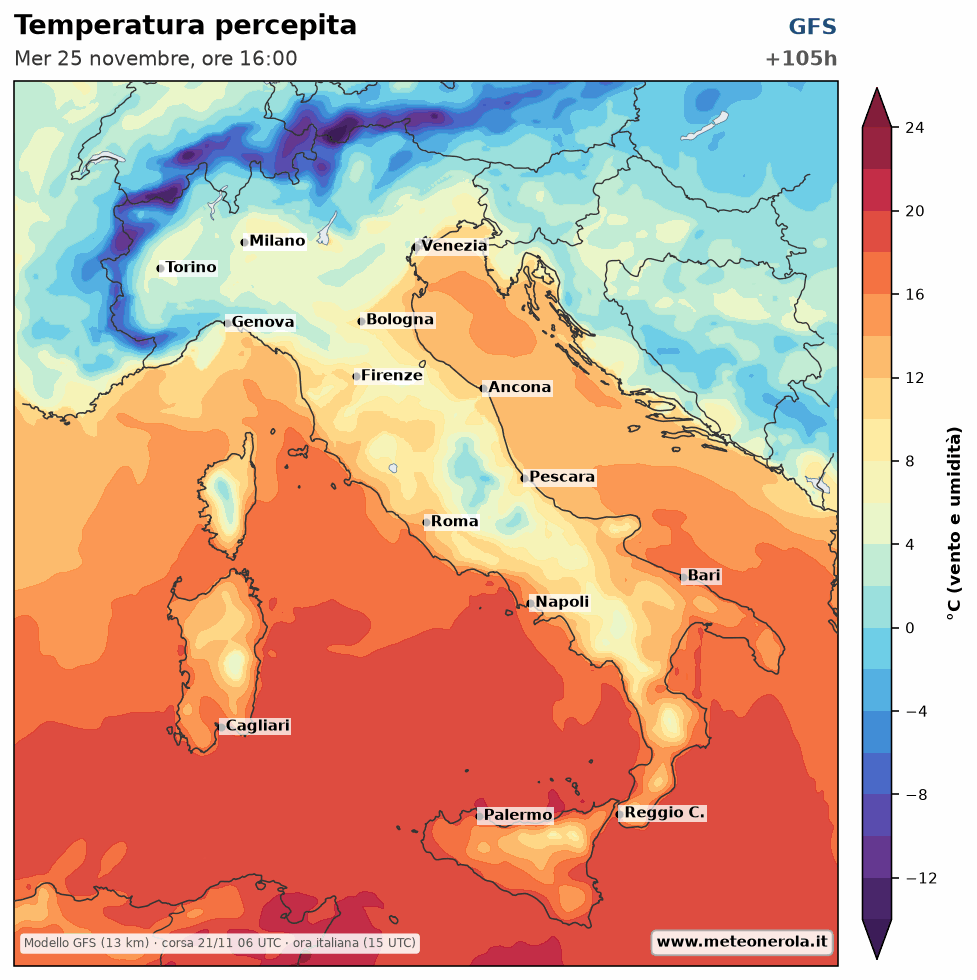 Temperatura percepita
GFS
Mer 25 novembre, ore 16:00
+105h
24
20
16
12
8
4
0
−4
−8
−12
°C (vento e umidità)
Milano
Venezia
Torino
Genova
Bologna
Firenze
Ancona
Pescara
Roma
Bari
Napoli
Cagliari
Palermo
Reggio C.
Modello GFS (13 km) · corsa 21/11 06 UTC · ora italiana (15 UTC)
www.meteonerola.it